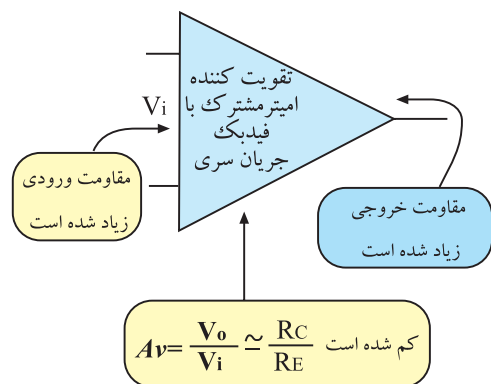 تقویت کننده
امیترمشترک با
فیدبک
جریان سری
Vi
مقاومت ورودی
زیاد شده است
مقاومت خروجی
زیاد شده است
Av= Vo/Vi ≃ RC/RE کم شده است